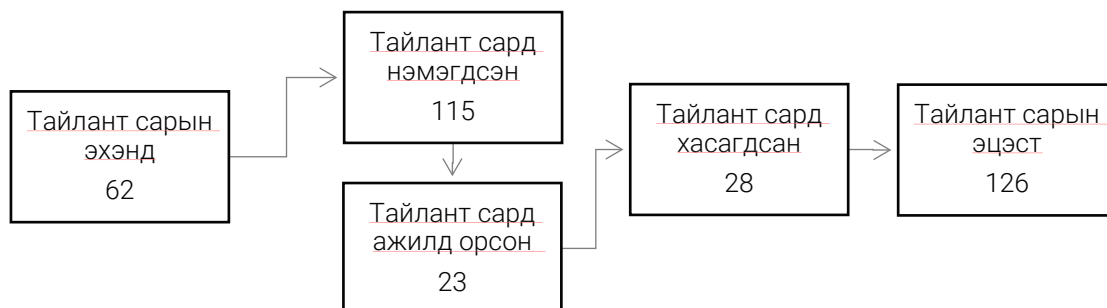 Тайлант сарын
эхэнд
62
Тайлант сард
нэмэгдсэн
115
Тайлант сард
ажилд орсон
23
Тайлант сард
хасагдсан
28
Тайлант сарын
эцэст
126